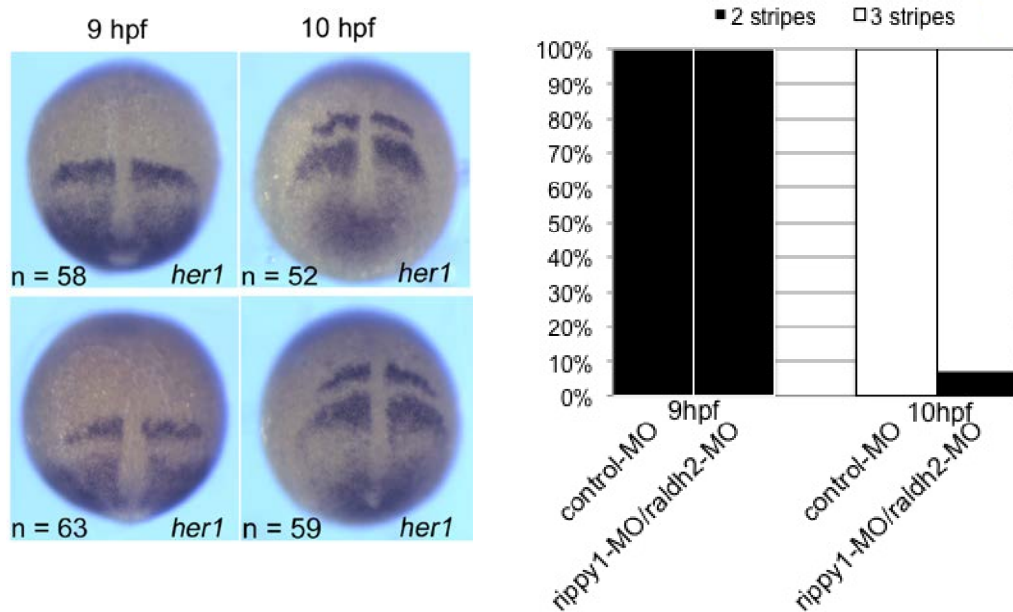 9 hpf 10 hpf
n = 58 her1
n = 52 her1
n = 63 her1
n = 59 her1
■ 2 stripes □ 3 stripes
100%
90%
80%
70%
60%
50%
40%
30%
20%
10%
0%
9hpf 10hpf
control-MO
rippy1-MO/raldh2-MO
control-MO
rippy1-MO/raldh2-MO